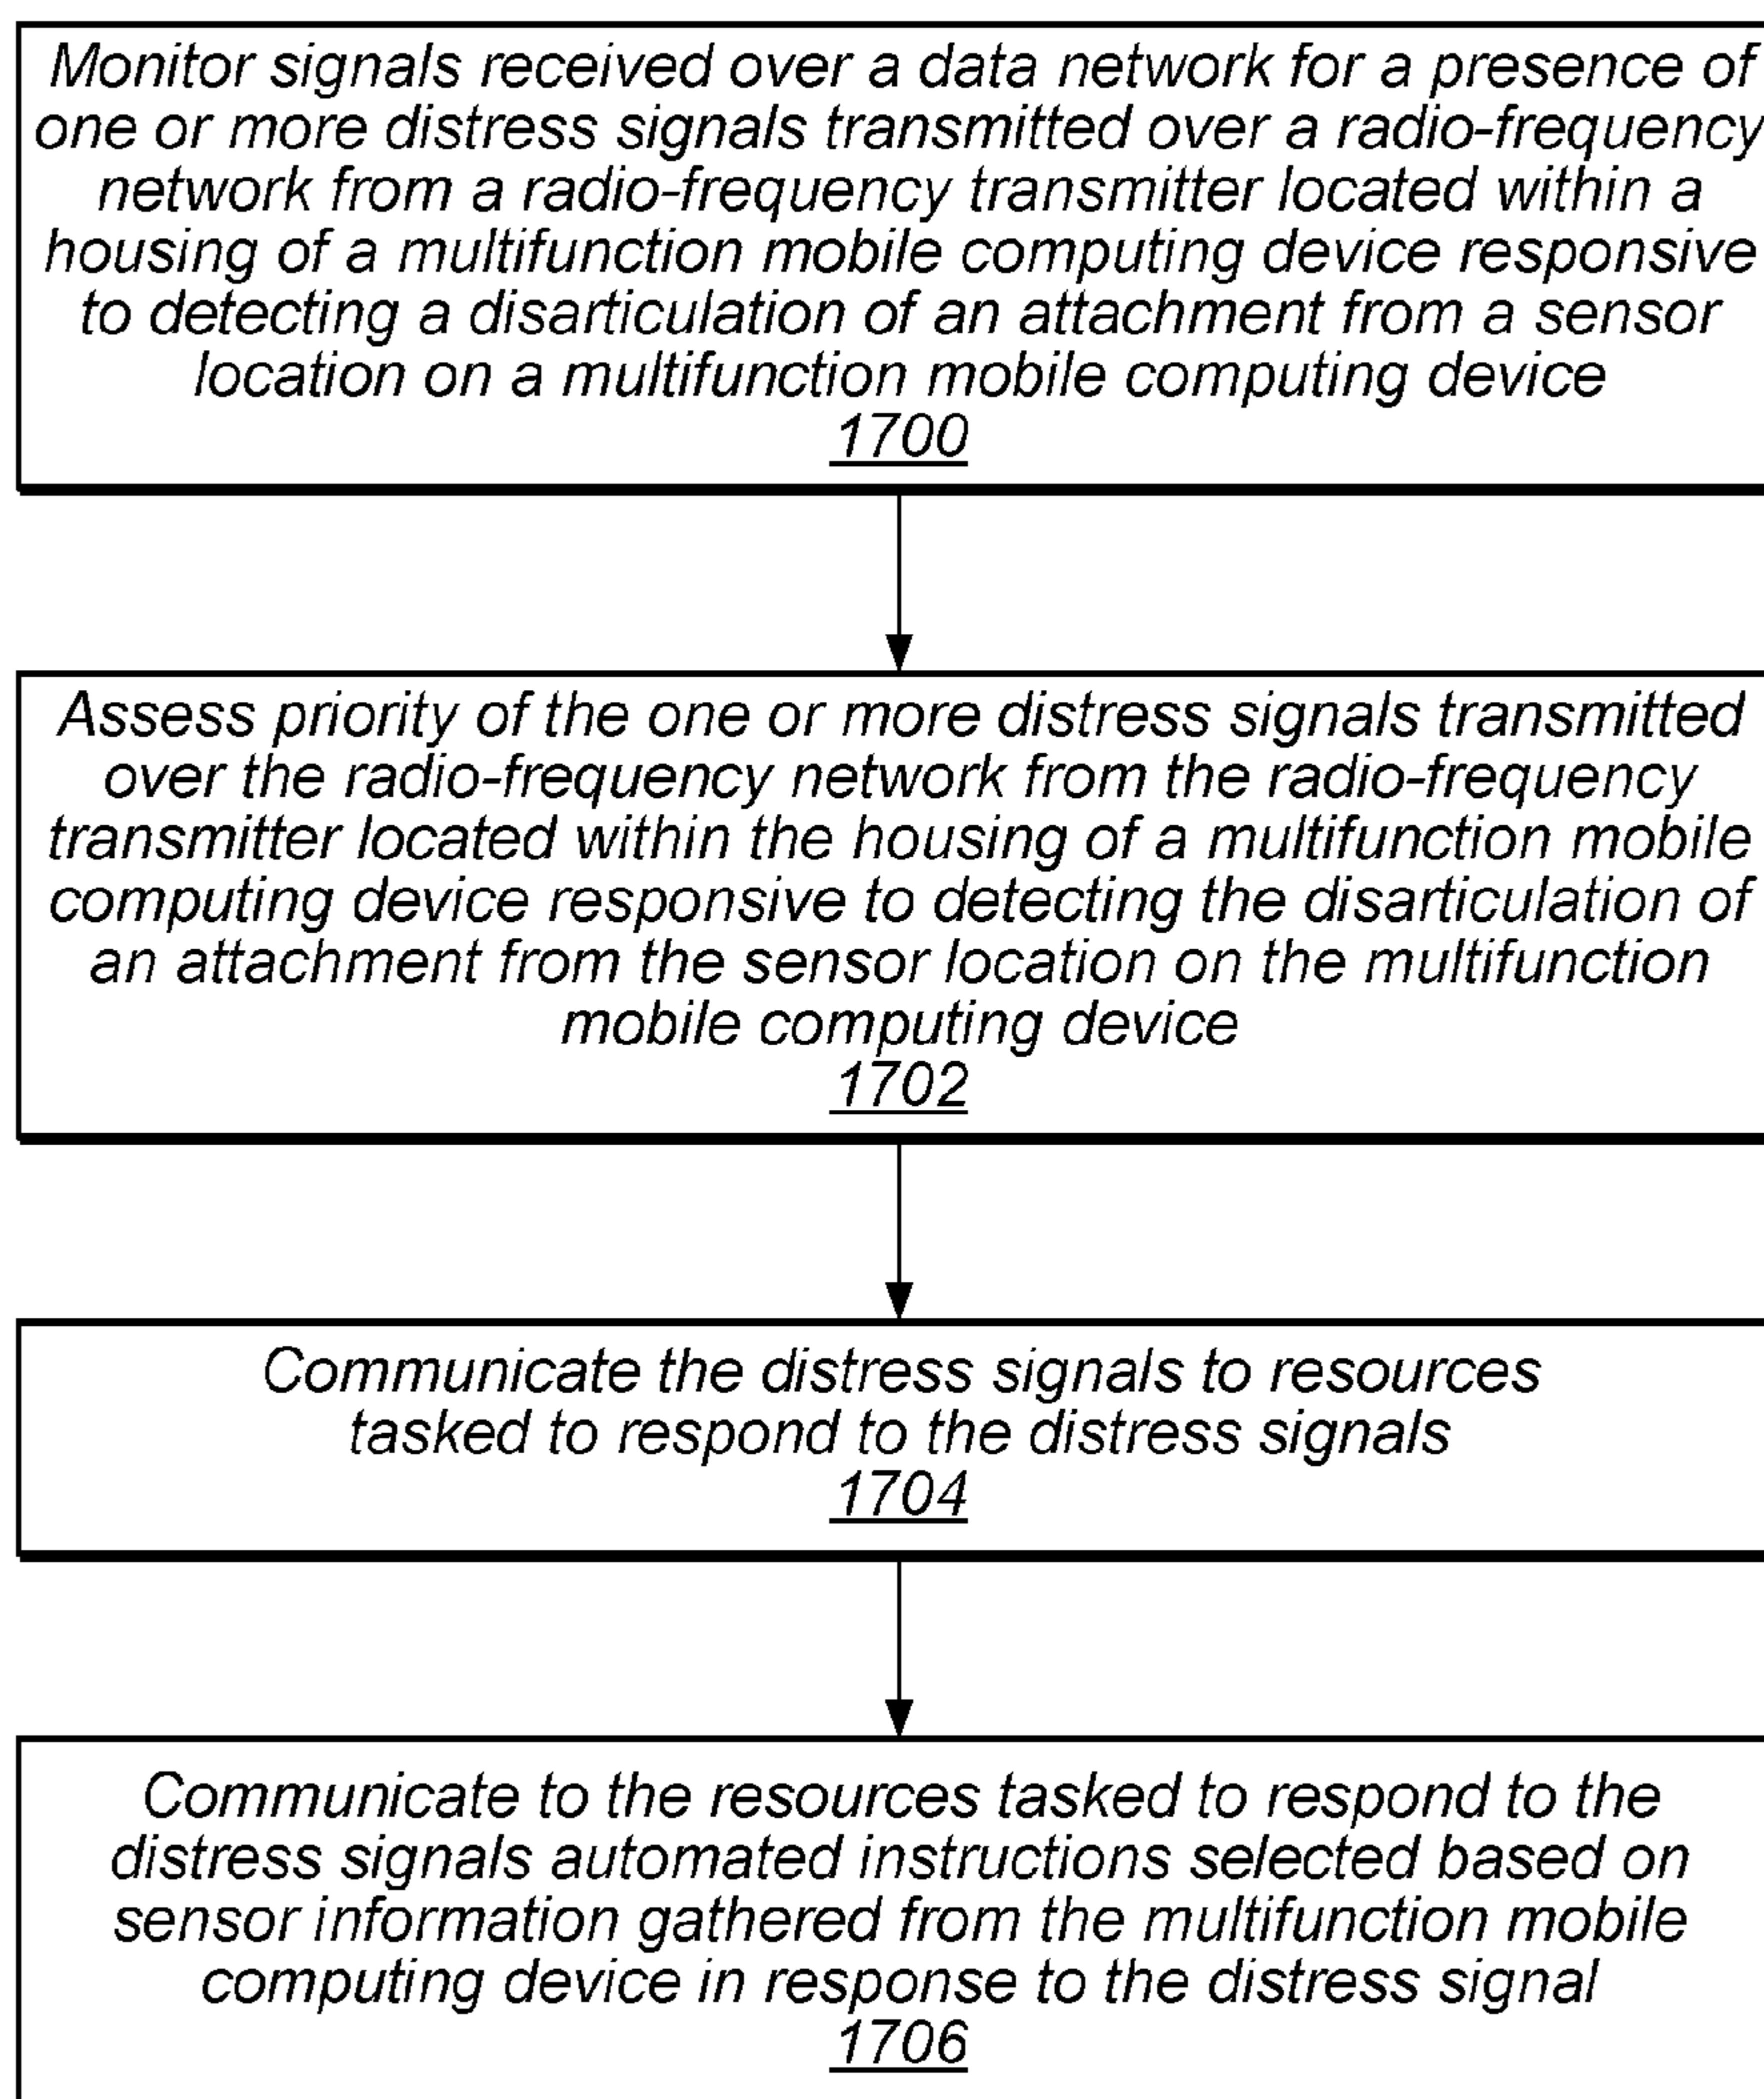 Monitor signals received over a data network for a presence of
one or more distress signals transmitted over a radio-frequency
network from a radio-frequency transmitter located within a
housing of a multifunction mobile computing device responsive
to detecting a disarticulation of an attachment from a sensor
location on a multifunction mobile computing device
1700
Assess priority of the one or more distress signals transmitted
over the radio-frequency network from the radio-frequency
transmitter located within the housing of a multifunction mobile
computing device responsive to detecting the disarticulation of
an attachment from the sensor location on the multifunction
mobile computing device
1702
Communicate the distress signals to resources
tasked to respond to the distress signals
1704
Communicate to the resources tasked to respond to the
distress signals automated instructions selected based on
sensor information gathered from the multifunction mobile
computing device in response to the distress signal
1706